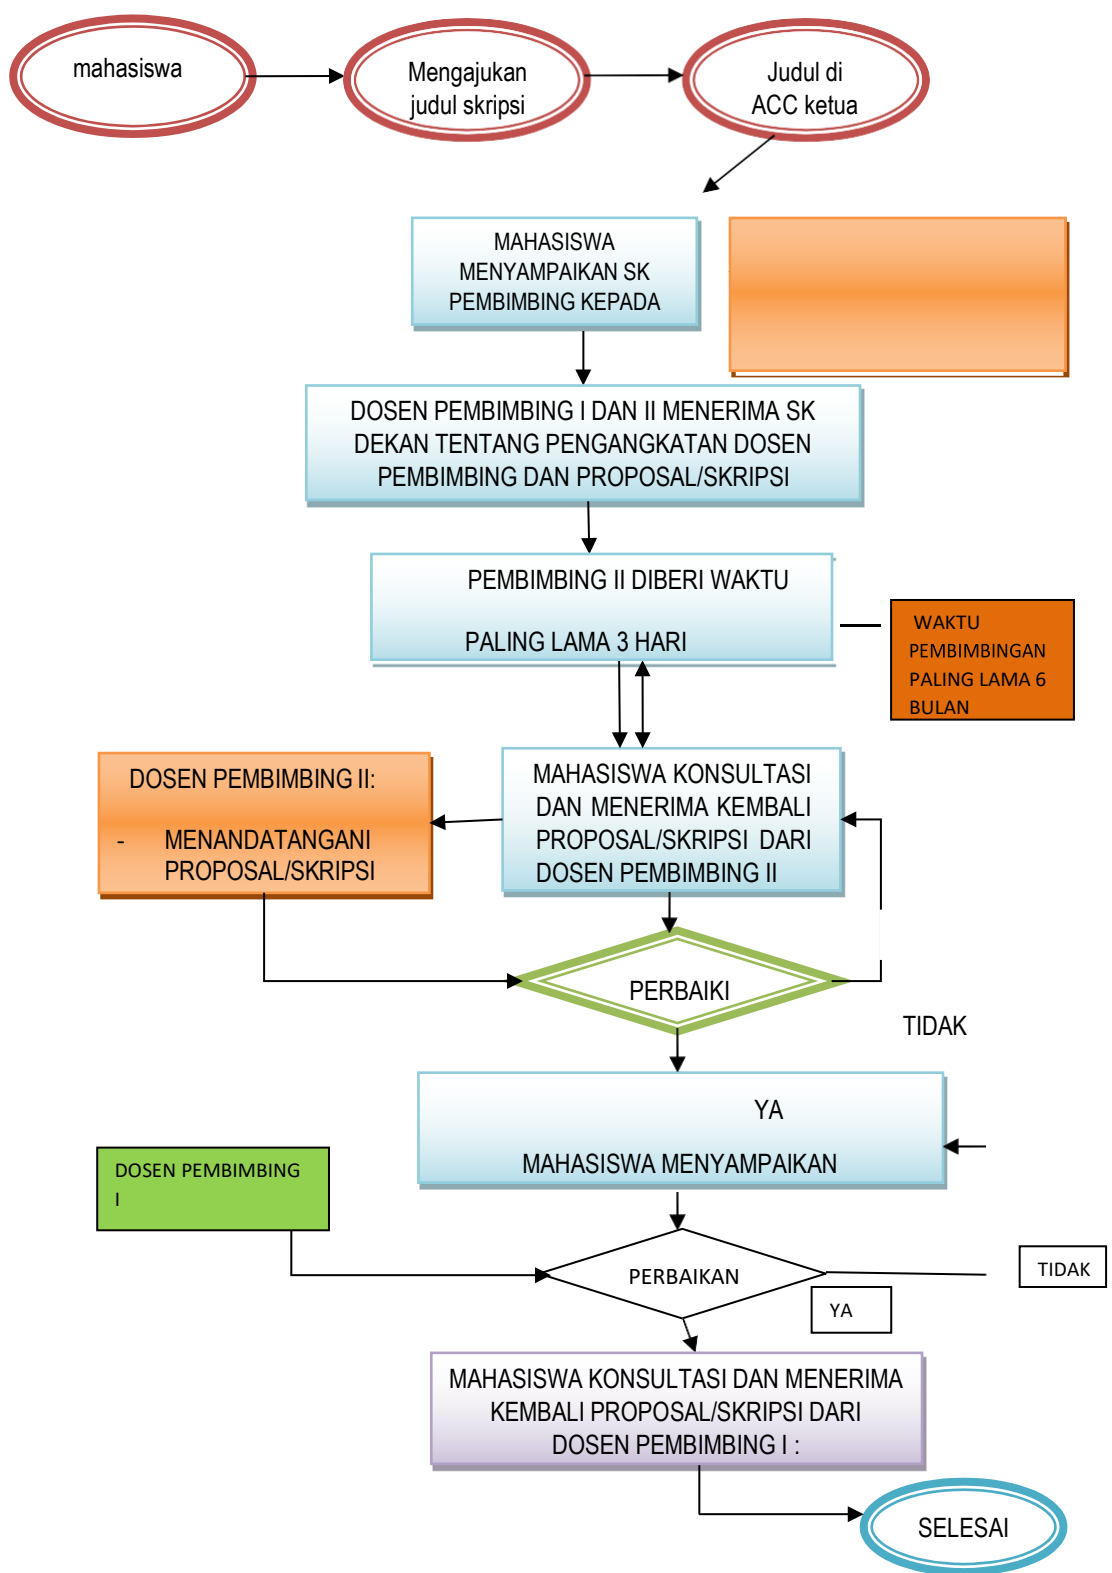 mahasiswa
Mengajukan
judul skripsi
Judul di
ACC ketua
MAHASISWA
MENYAMPAIKAN SK
PEMBIMBING KEPADA
DOSEN PEMBIMBING I DAN II MENERIMA SK
DEKAN TENTANG PENGANGKATAN DOSEN
PEMBIMBING DAN PROPOSAL/SKRIPSI
PEMBIMBING II DIBERI WAKTU
PALING LAMA 3 HARI
WAKTU
PEMBIMBINGAN
PALING LAMA 6
BULAN
DOSEN PEMBIMBING II:
- MENANDATANGANI
PROPOSAL/SKRIPSI
MAHASISWA KONSULTASI
DAN MENERIMA KEMBALI
PROPOSAL/SKRIPSI DARI
DOSEN PEMBIMBING II
PERBAIKI
TIDAK
YA
MAHASISWA MENYAMPAIKAN
DOSEN PEMBIMBING
I
PERBAIKAN
TIDAK
YA
MAHASISWA KONSULTASI DAN MENERIMA
KEMBALI PROPOSAL/SKRIPSI DARI
DOSEN PEMBIMBING I :
SELESAI